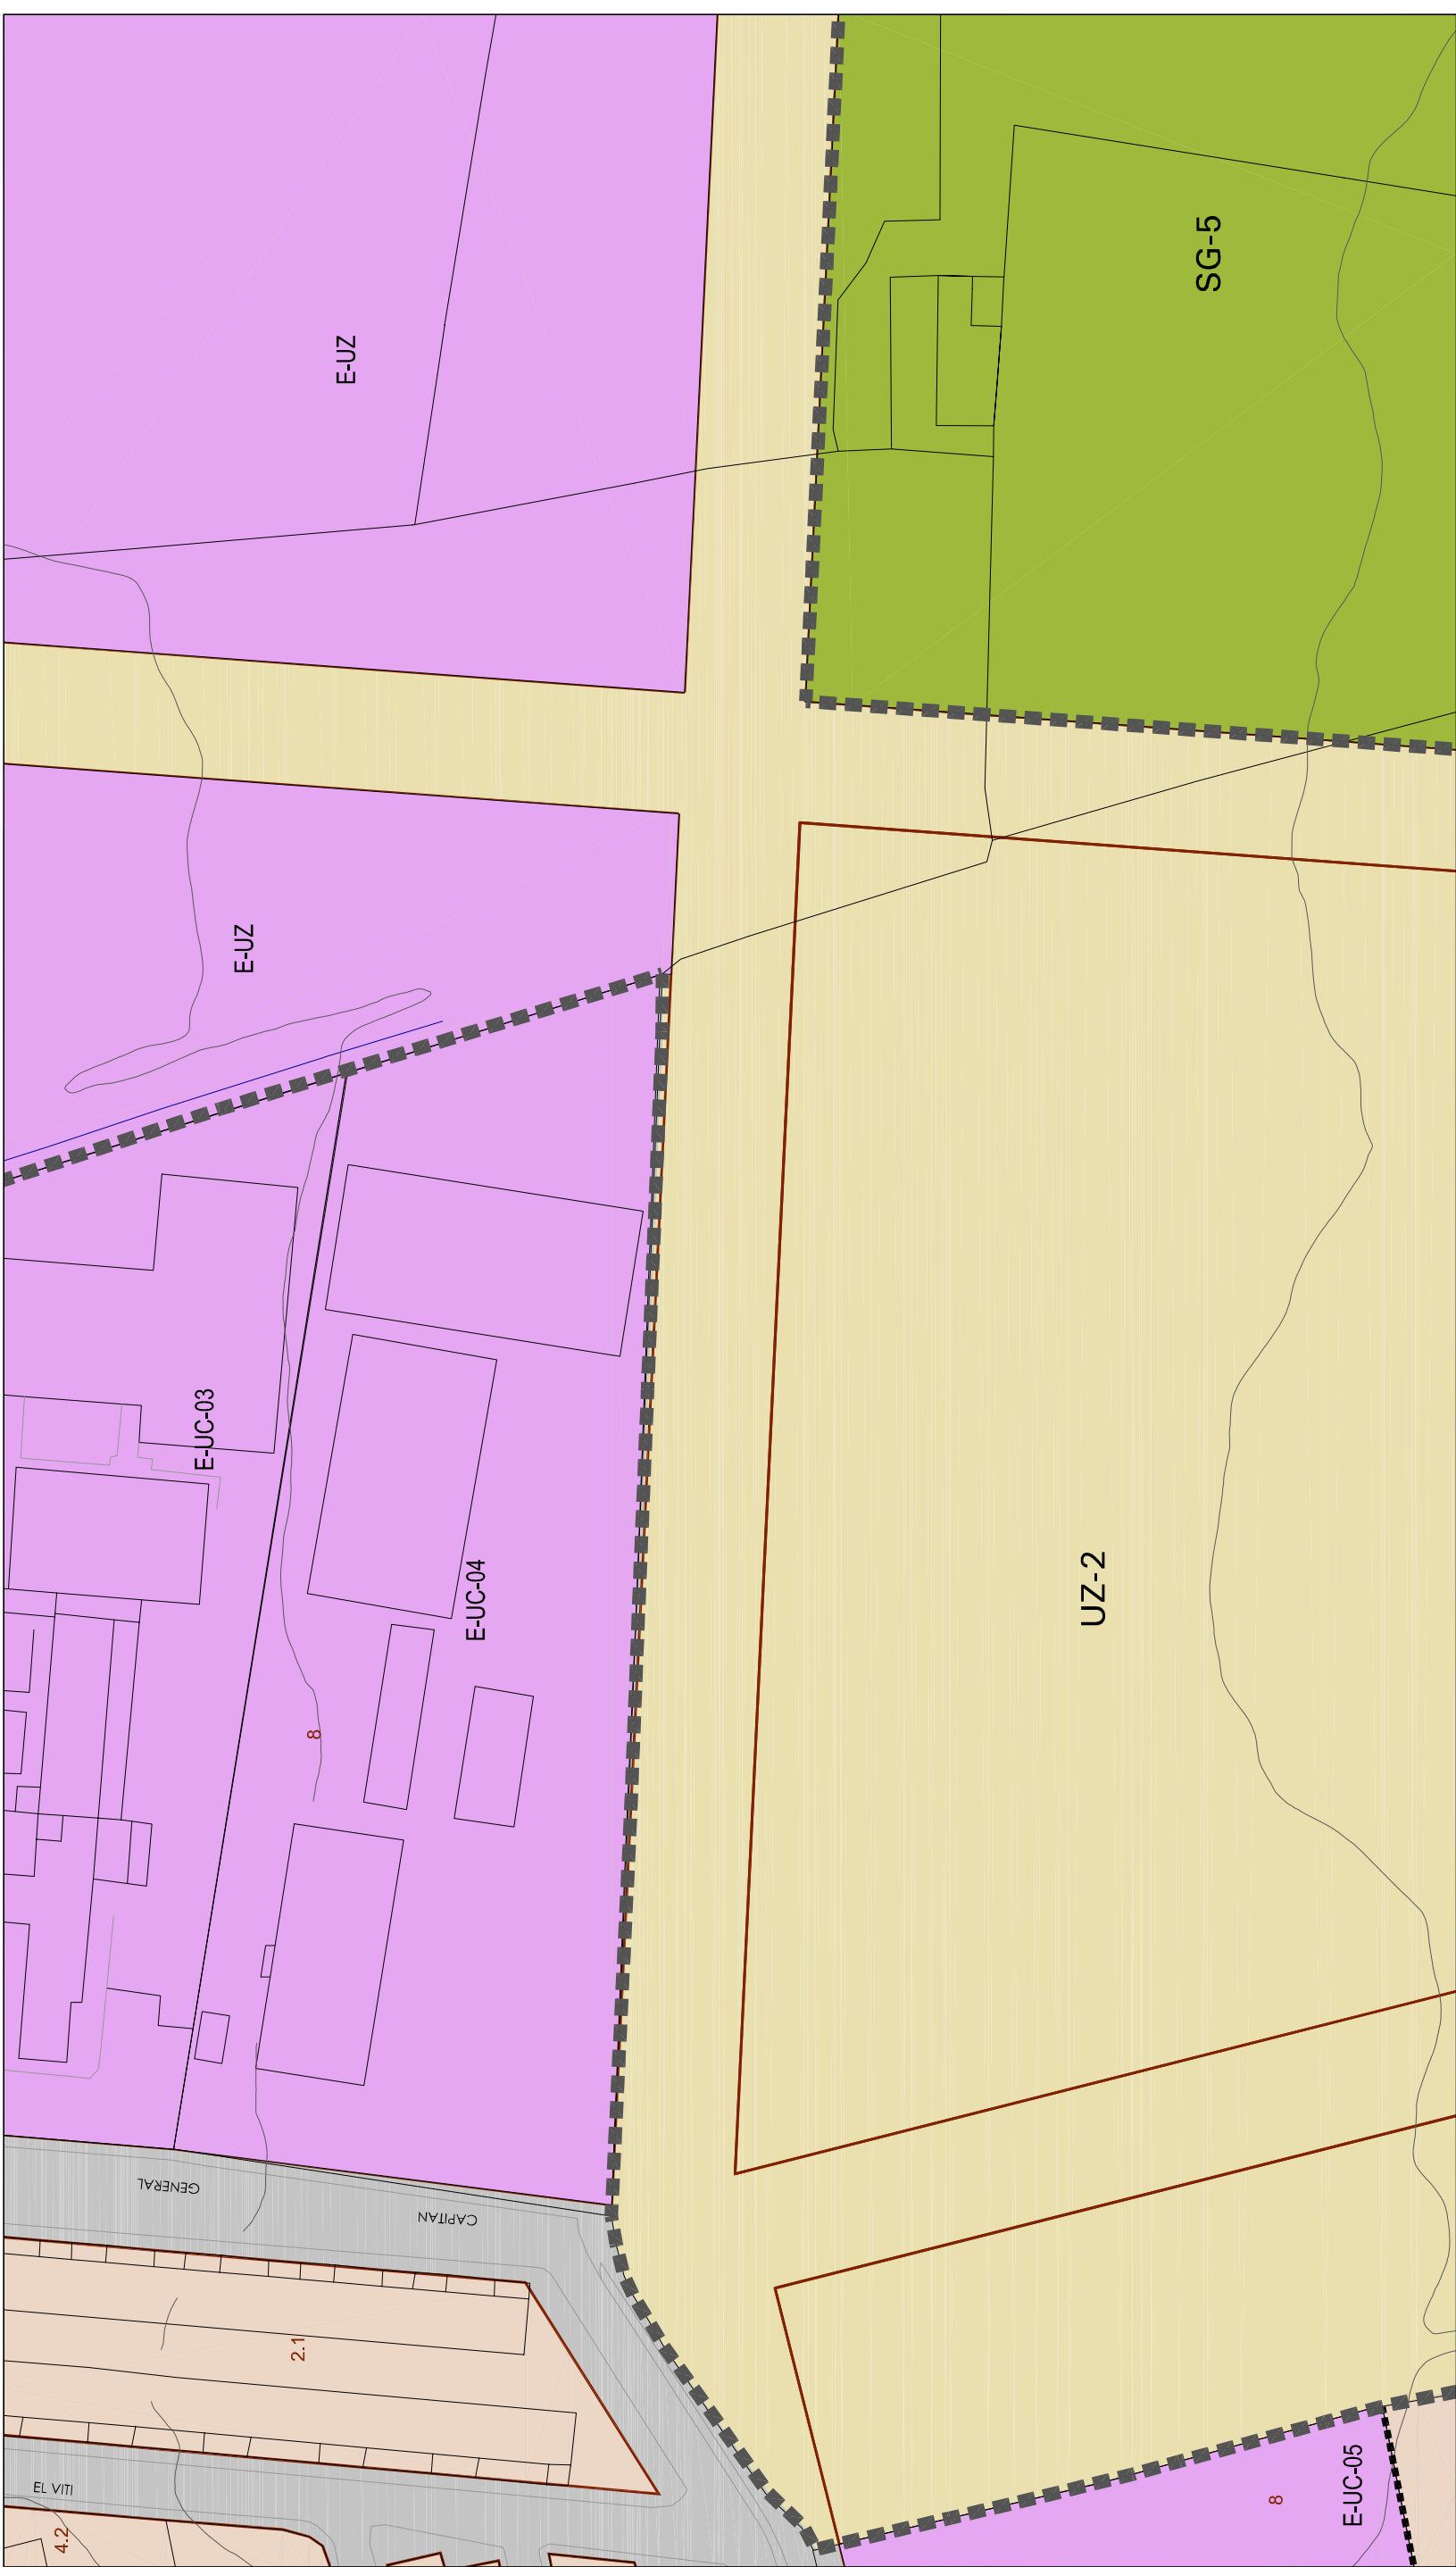 SG-5
E-UZ
E-UZ
E-UC-03
E-UC-04
UZ-2
8
GENERAL
CAPITAN
2.1
EL VITI
4.2
8
E-UC-05